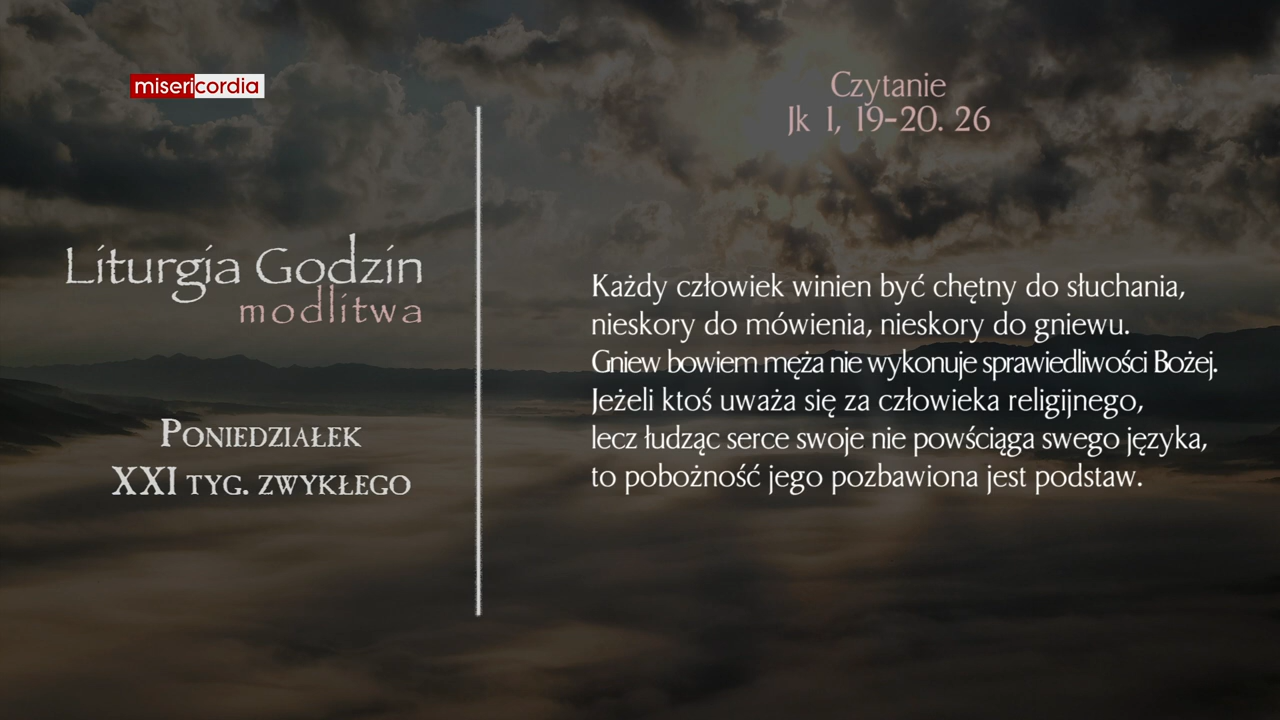 misericordia
Liturgia Godzin
modlitwa
Poniedziałek
XXI tyg. zwykłego
Czytanie
Jk 1, 19-20. 26
Każdy człowiek winien być chętny do słuchania,
nieskory do mówienia, nieskory do gniewu.
Gniew bowiem męża nie wykonuje sprawiedliwości Bożej.
Jeżeli ktoś uważa się za człowieka religijnego,
lecz łudząc serce swoje nie powściąga swego języka,
to pobożność jego pozbawiona jest podstaw.